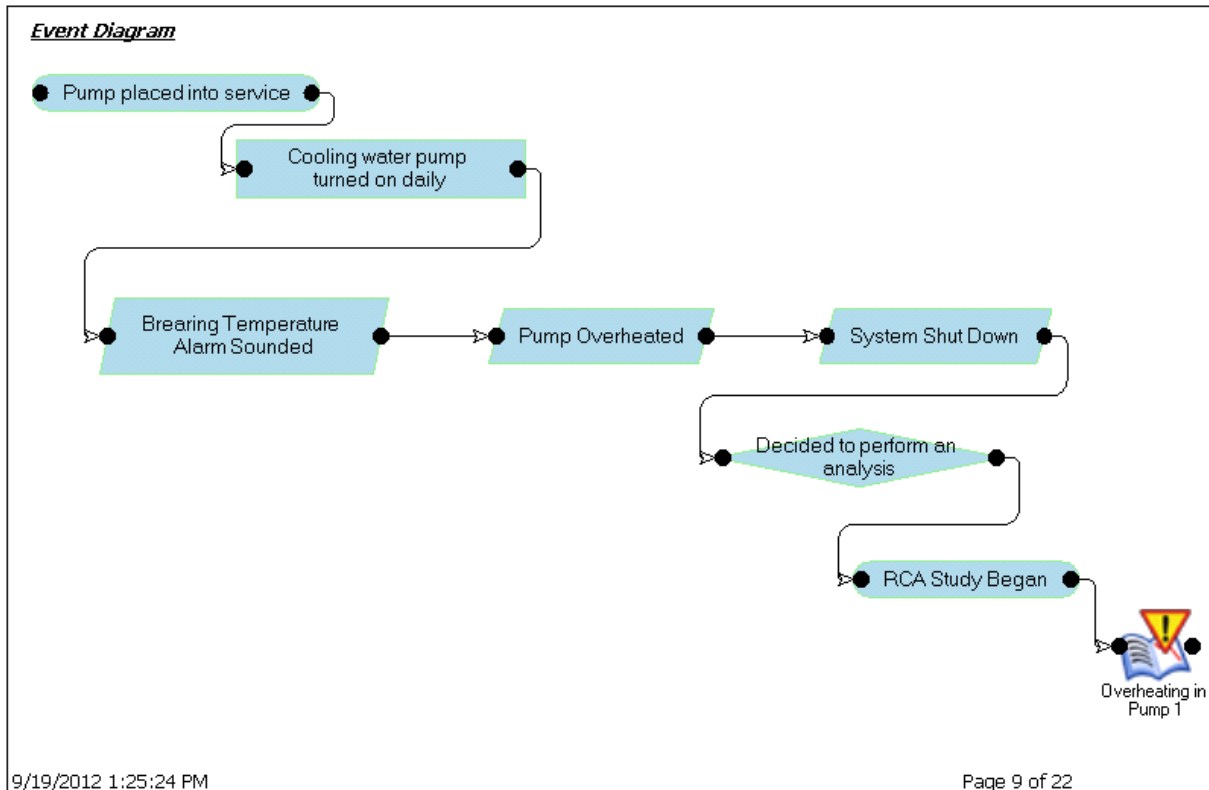 Event Diagram
Pump placed into service
Cooling water pump
turned on daily
Brearing Temperature
Alarm Sounded
Pump Overheated
System Shut Down
Decided to perform an
analysis
RCA Study Began
Overheating in
Pump 1
9/19/2012 1:25:24 PM
Page 9 of 22